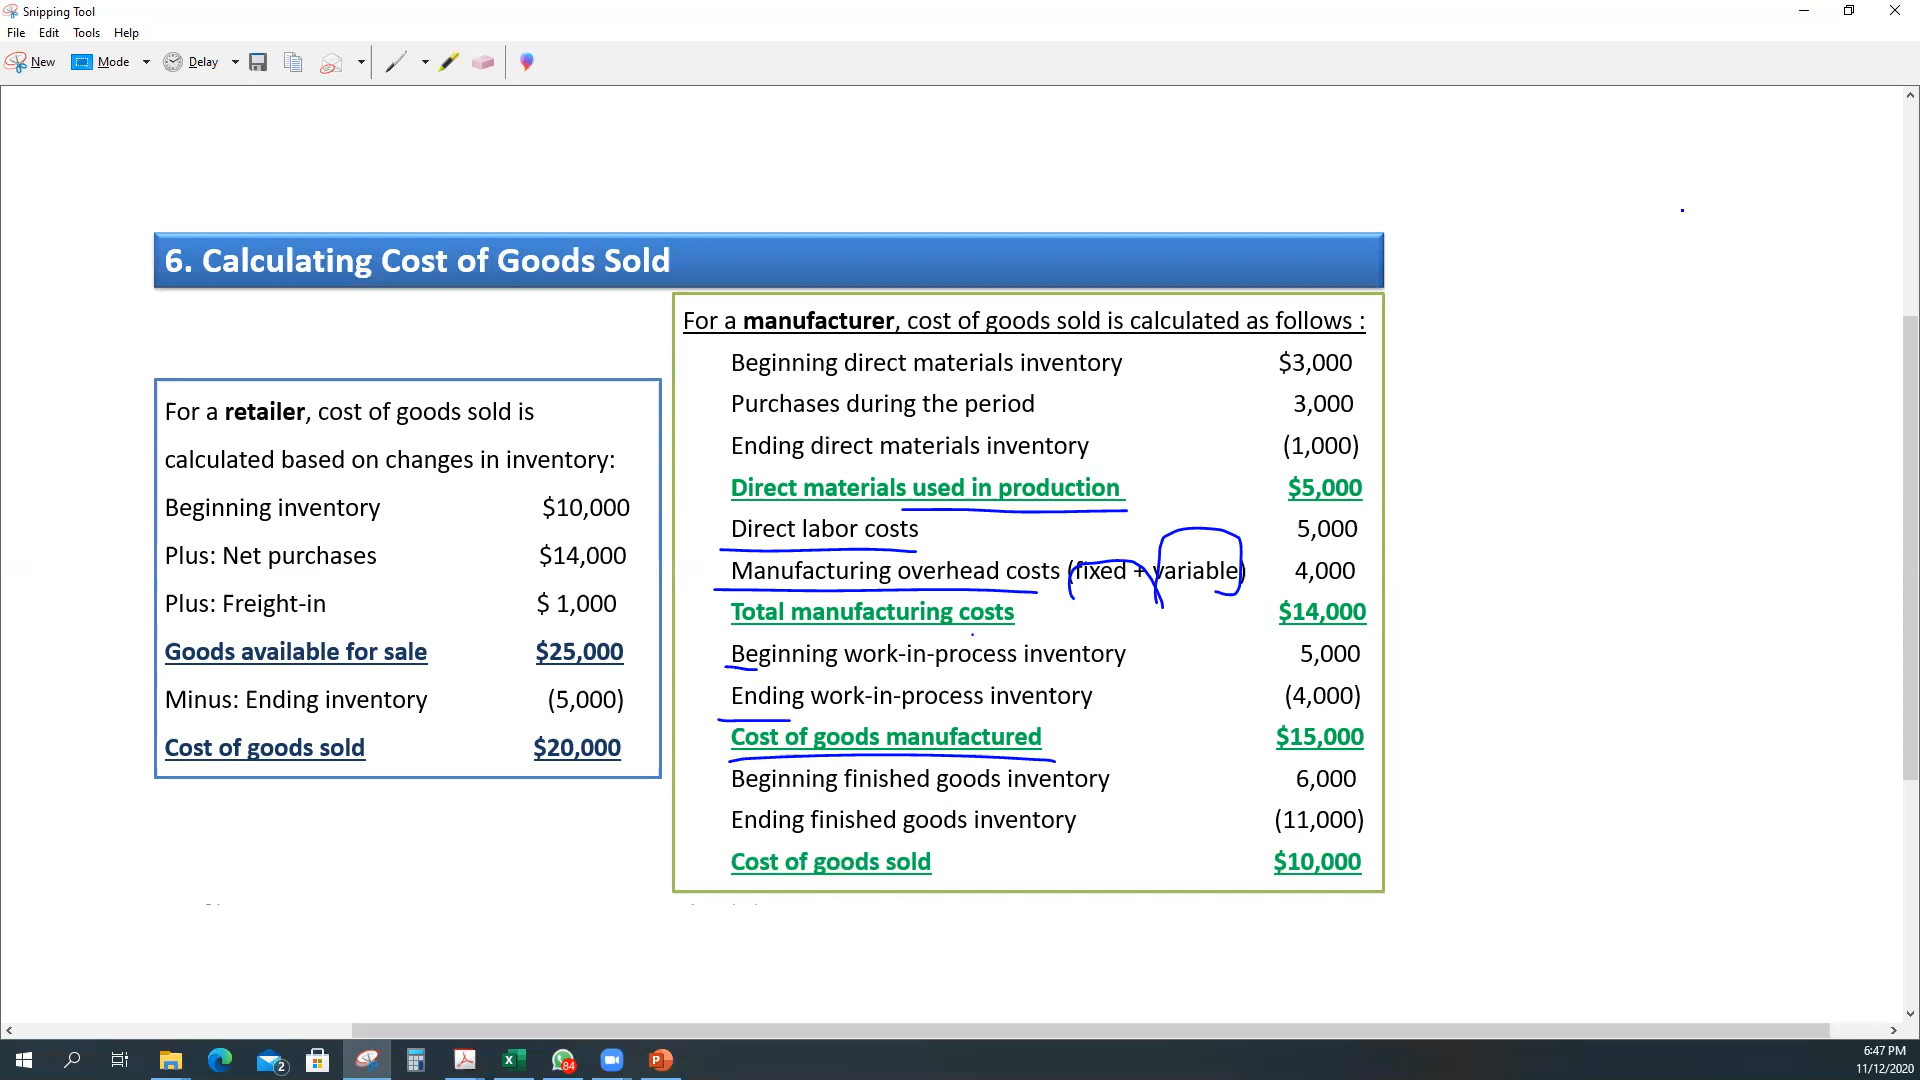 Snipping Tool
File Edit Tools Help
New Mode Delay
6. Calculating Cost of Goods Sold
For a retailer, cost of goods sold is
calculated based on changes in inventory:
Beginning inventory $10,000
Plus: Net purchases $14,000
Plus: Freight-in $ 1,000
Goods available for sale $25,000
Minus: Ending inventory (5,000)
Cost of goods sold $20,000
For a manufacturer, cost of goods sold is calculated as follows :
Beginning direct materials inventory $3,000
Purchases during the period 3,000
Ending direct materials inventory (1,000)
Direct materials used in production $5,000
Direct labor costs 5,000
Manufacturing overhead costs (fixed + variable) 4,000
Total manufacturing costs $14,000
Beginning work-in-process inventory 5,000
Ending work-in-process inventory (4,000)
Cost of goods manufactured $15,000
Beginning finished goods inventory 6,000
Ending finished goods inventory (11,000)
Cost of goods sold $10,000
2
84
6:47 PM
11/12/2020